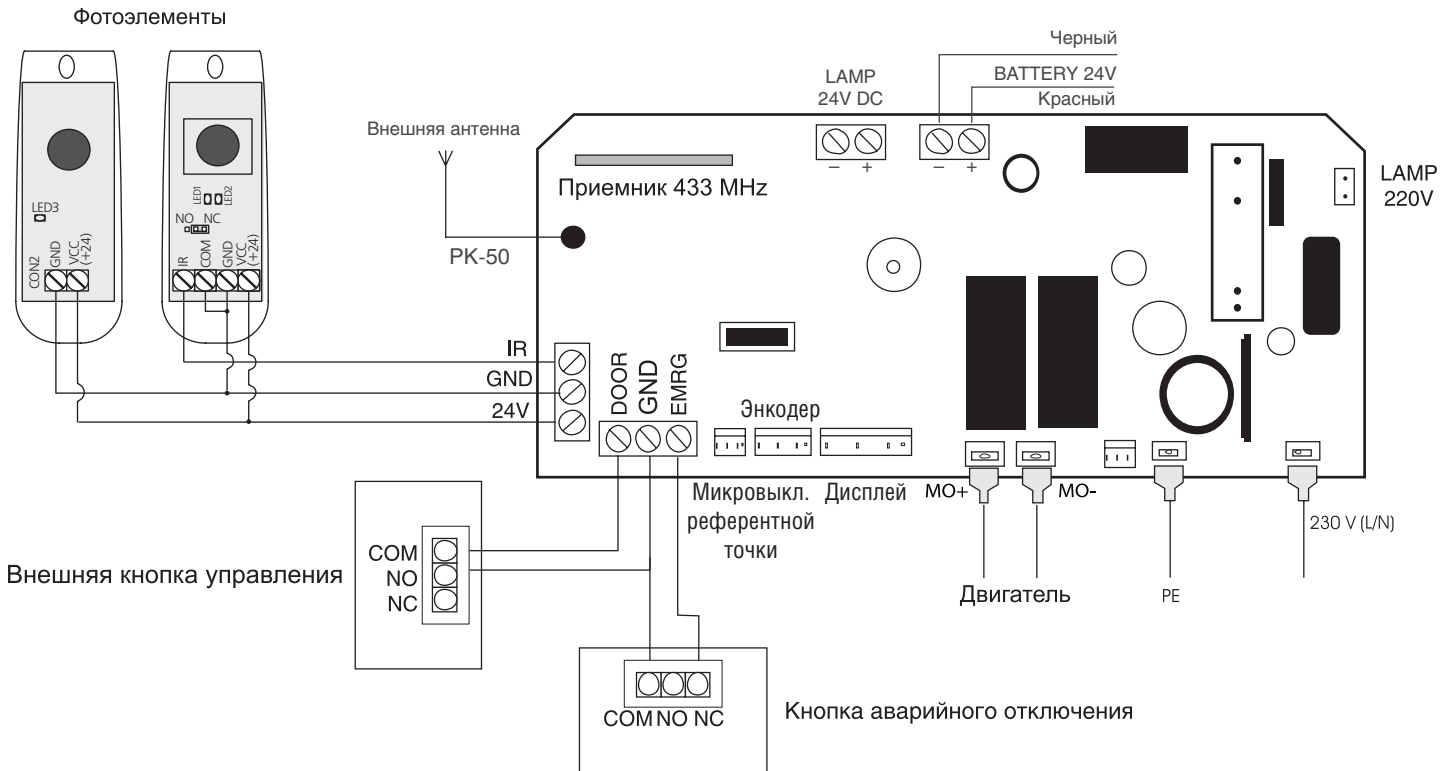 Фотоэлементы
Черный
BATTERY 24V
Красный
LAMP
24V DC
Внешняя антенна
– +
– +
LAMP
220V
Приемник 433 MHz
PK-50
LED3
CON2
GND
VCC
(+24)
LED1
LED2
NO NC
IR
COM
GND
VCC
(+24)
IR
GND
24V
DOOR
GND
EMRG
Энкодер
Микровыкл.
референтной
точки
Дисплей
MO+
MO-
230 V (L/N)
Двигатель
PE
Внешняя кнопка управления
COM
NO
NC
COM NO NC
Кнопка аварийного отключения